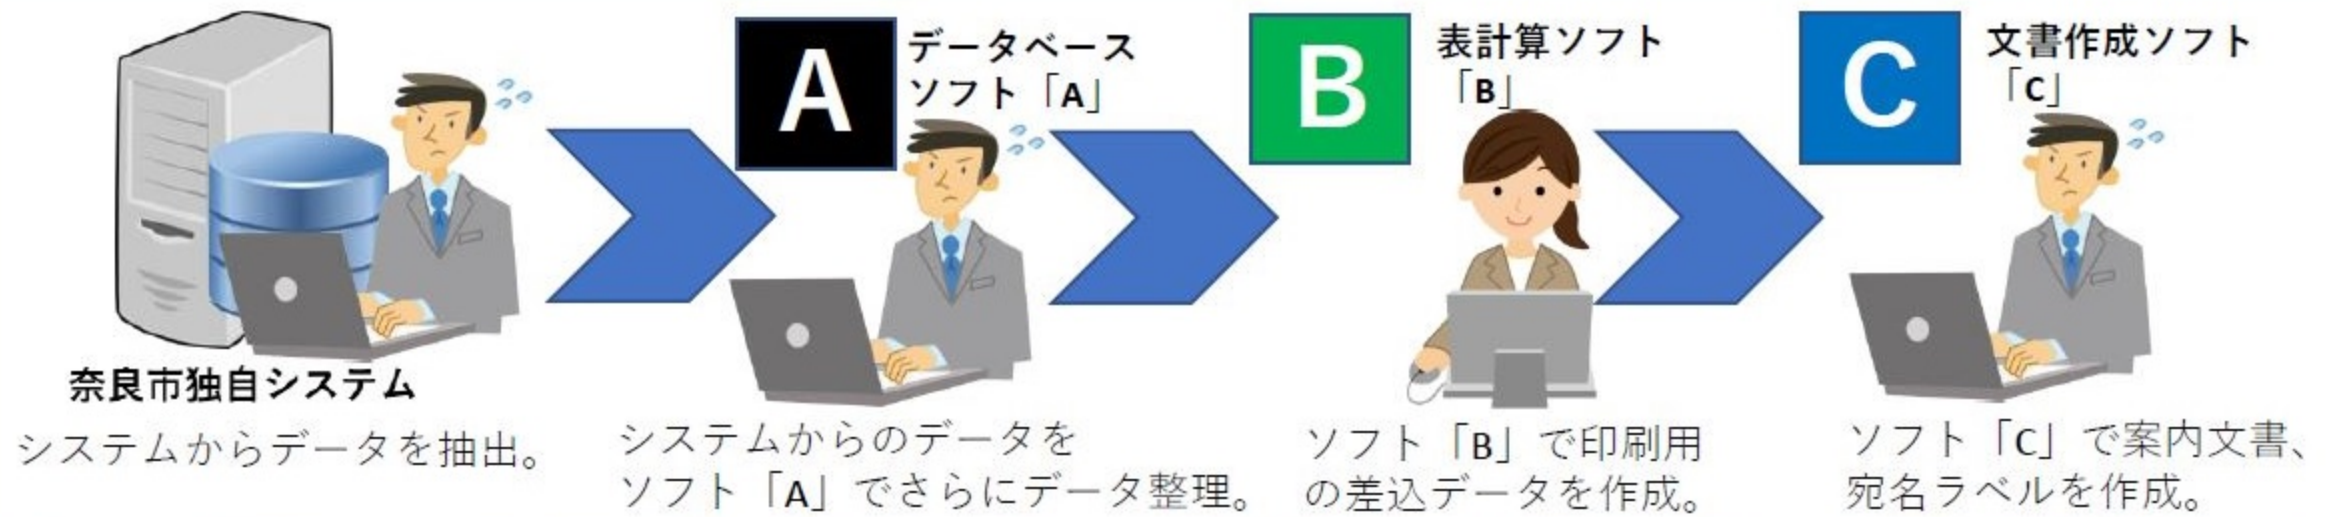 奈良市独自システム
システムからデータを抽出。
A
データベース
ソフト「A」
システムからのデータを
ソフト「A」でさらにデータ整理。
B
表計算ソフト
「B」
ソフト「B」で印刷用
の差込データを作成。
C
文書作成ソフト
「C」
ソフト「C」で案内文書、
宛名ラベルを作成。